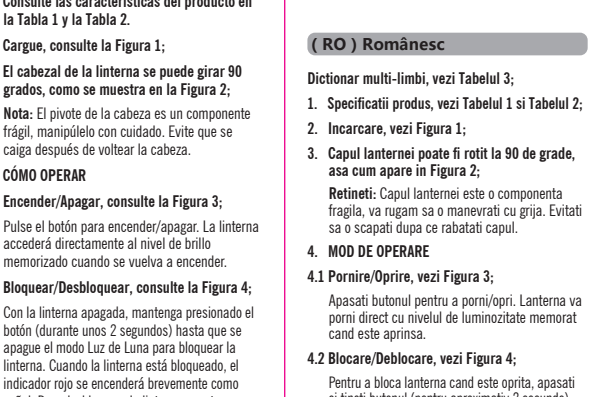 Consulte las características del producto en
la Tabla 1 y la Tabla 2.
Cargue, consulte la Figura 1;
El cabezal de la linterna se puede girar 90
grados, como se muestra en la Figura 2;
Nota: El pivote de la cabeza es un componente
frágil, manipúlelo con cuidado. Evite que se
caiga después de voltear la cabeza.
CÓMO OPERAR
Encender/Apagar, consulte la Figura 3;
Pulse el botón para encender/apagar. La linterna
accederá directamente al nivel de brillo
memorizado cuando se vuelva a encender.
Bloquear/Desbloquear, consulte la Figura 4;
Con la linterna apagada, mantenga presionado el
botón (durante unos 2 segundos) hasta que se
apague el modo Luz de Luna para bloquear la
linterna. Cuando la linterna está bloqueado, el
indicador rojo se encenderá brevemente como
( RO ) Românesc
Dictionar multi-limbi, vezi Tabelul 3;
1. Specificatii produs, vezi Tabelul 1 si Tabelul 2;
2. Incarcare, vezi Figura 1;
3. Capul lanternei poate fi rotit la 90 de grade,
asa cum apare in Figura 2;
Retineti: Capul lanternei este o componenta
fragila, va rugam sa o manevrati cu grija. Evitati
sa o scapati dupa ce rabatati capul.
4. MOD DE OPERARE
4.1 Pornire/Oprire, vezi Figura 3;
Apasati butonul pentru a porni/opri. Lanterna va
porni direct cu nivelul de luminozitate memorat
cand este aprinsa.
4.2 Blocare/Deblocare, vezi Figura 4;
Pentru a bloca lanterna cand este oprita, apasati
si tineti butonul (pentru aproximativ 2 secunde)